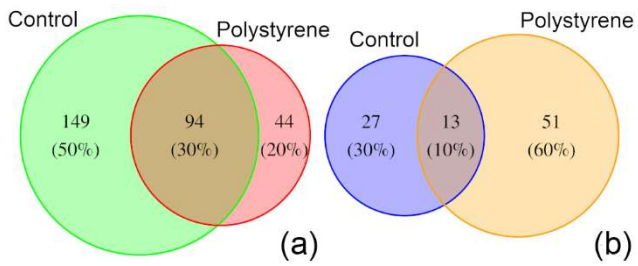 Control
Polystyrene
149
(50%)
94
(30%)
44
(20%)
(a)
Control
Polystyrene
27
(30%)
13
(10%)
51
(60%)
(b)